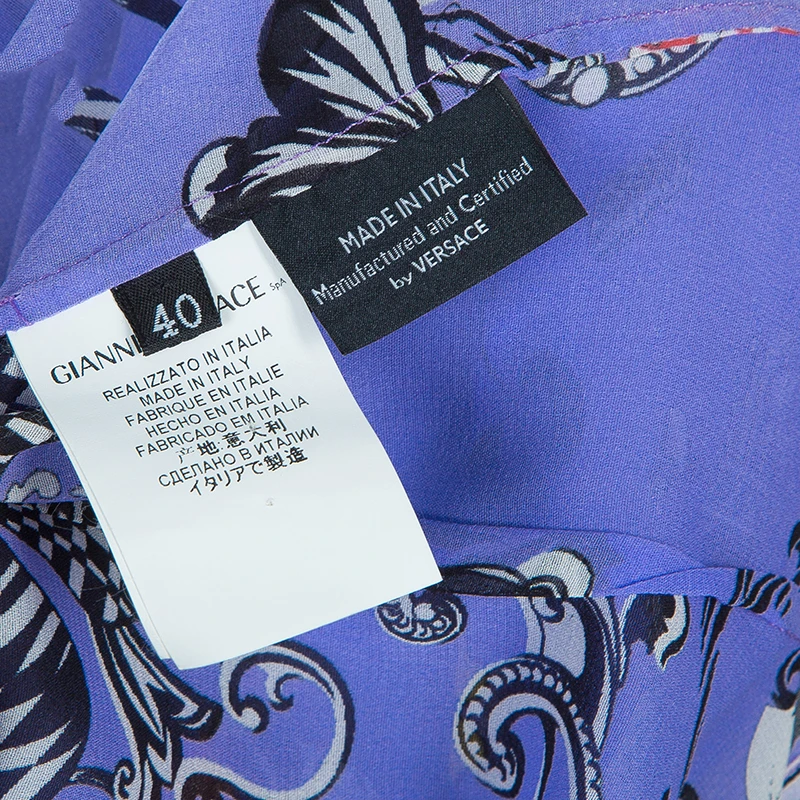 MADE IN ITALY
Manufactured and Certified
by VERSACE
40
GIANNI ACE SpA
REALIZZATO IN ITALIA
MADE IN ITALY
FABRIQUE EN ITALIE
HECHO EN ITALIA
FABRICADO EM ITALIA
产地意大利
СДЕЛАНО В ИТАЛИИ
イタリアで製造